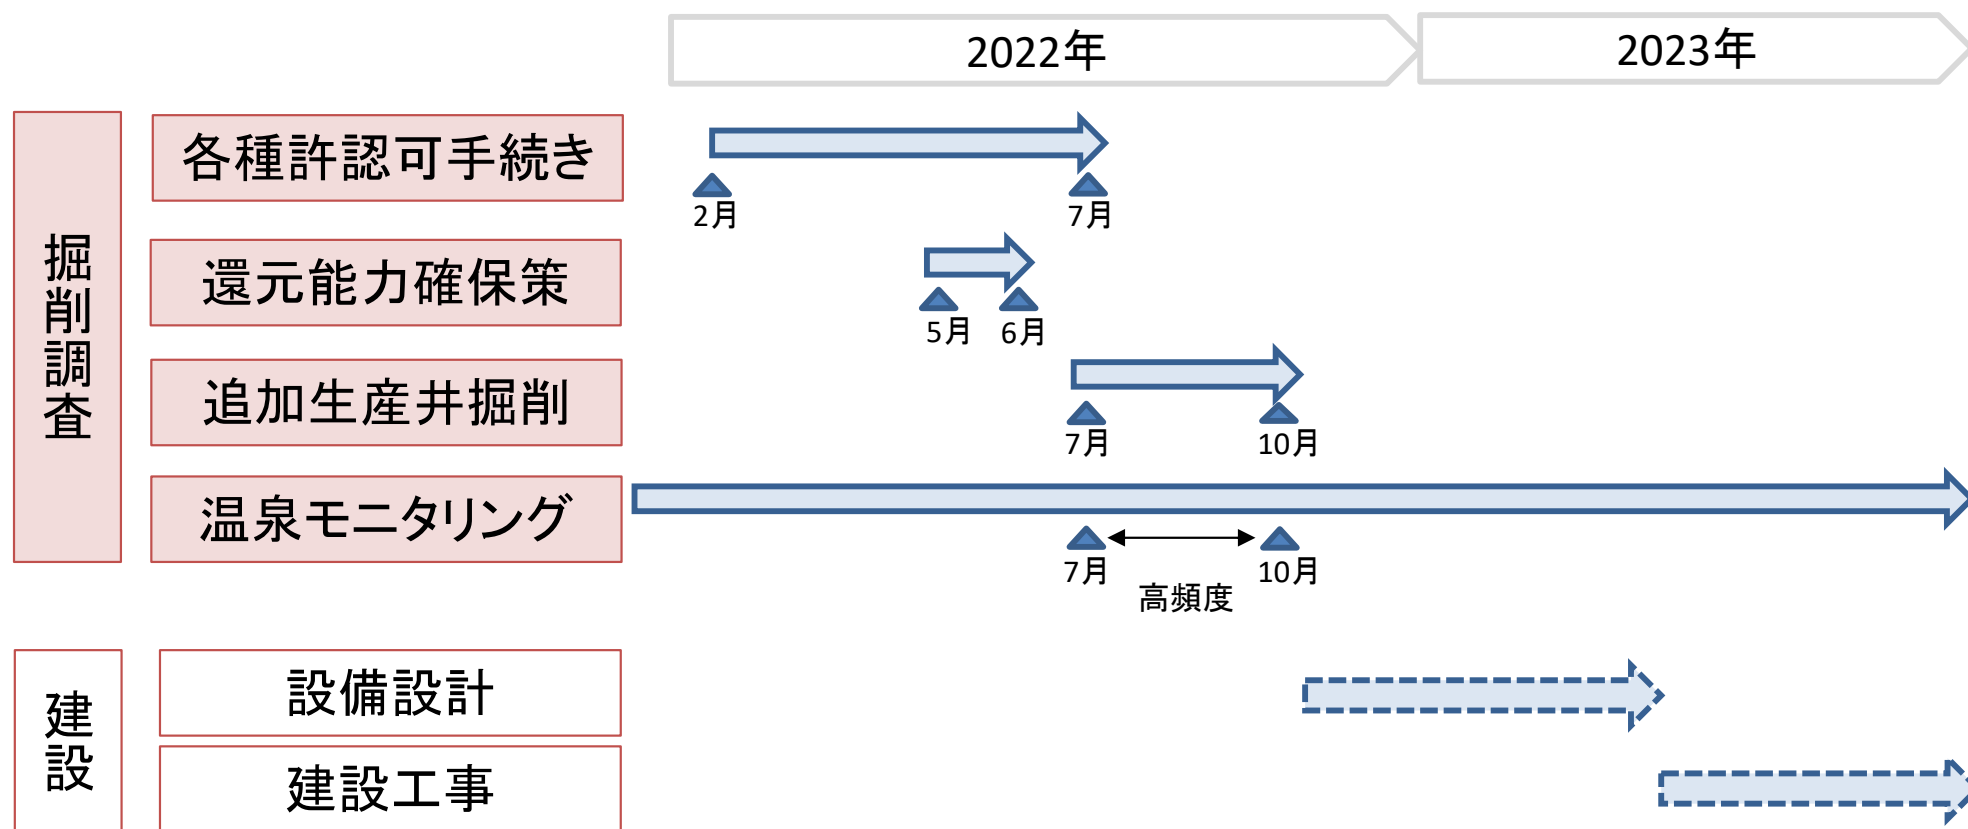 2022年
2023年
掘削調査
各種許認可手続き
2月
7月
還元能力確保策
5月
6月
追加生産井掘削
7月
10月
温泉モニタリング
7月
10月
高頻度
建設
設備設計
建設工事